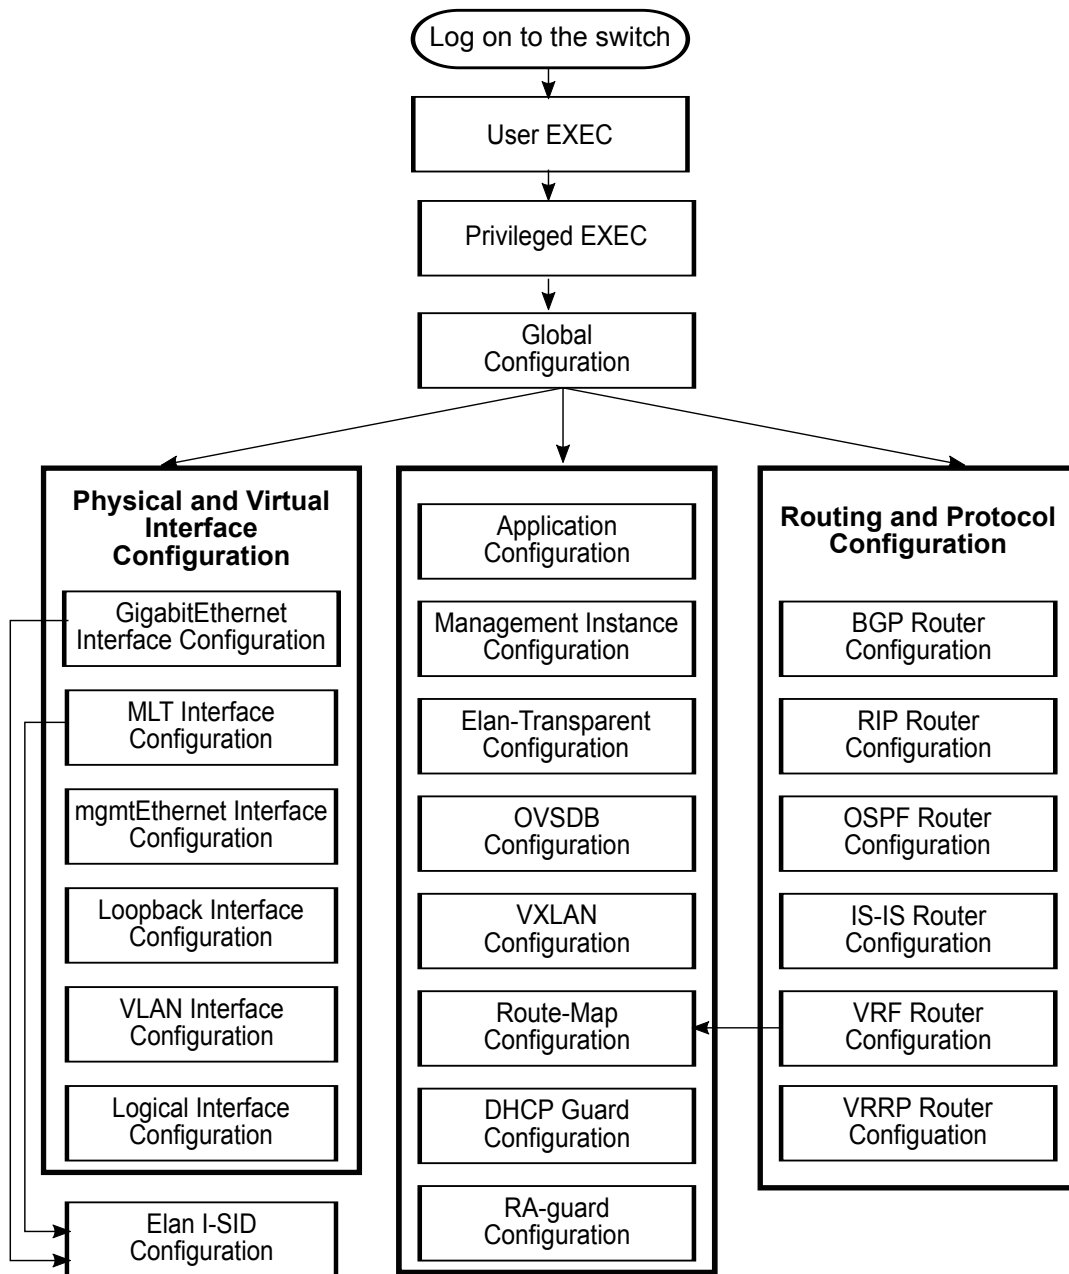 Log on to the switch
User EXEC
Privileged EXEC
Global
Configuration
Physical and Virtual
Interface
Configuration
GigabitEthernet
Interface Configuration
MLT Interface
Configuration
mgmtEthernet Interface
Configuration
Loopback Interface
Configuration
VLAN Interface
Configuration
Logical Interface
Configuration
Elan I-SID
Configuration
Application
Configuration
Management Instance
Configuration
Elan-Transparent
Configuration
OVSDB
Configuration
VXLAN
Configuration
Route-Map
Configuration
DHCP Guard
Configuration
RA-guard
Configuration
Routing and Protocol
Configuration
BGP Router
Configuration
RIP Router
Configuration
OSPF Router
Configuration
IS-IS Router
Configuration
VRF Router
Configuration
VRRP Router
Configuation